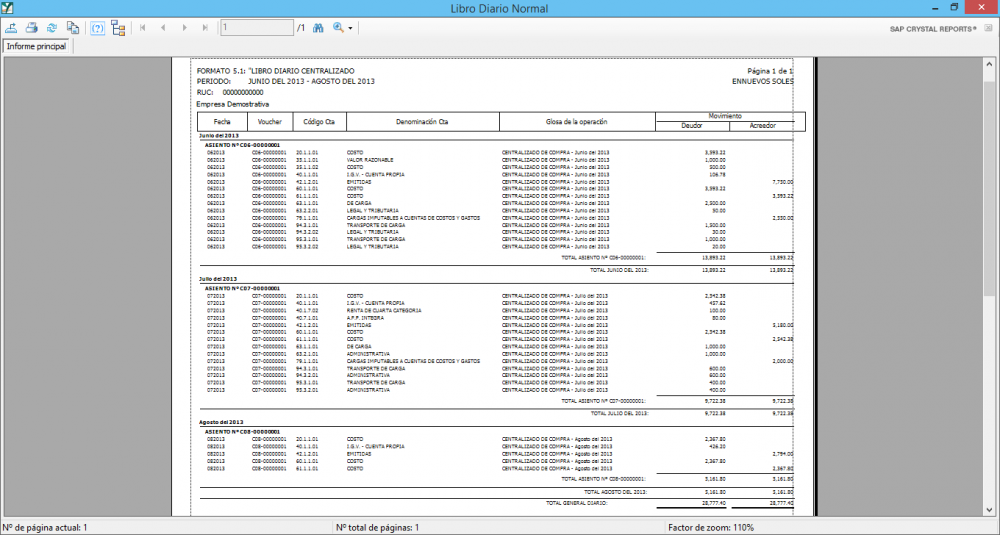 Libro Diario Normal
1 /1
SAP CRYSTAL REPORTS®
Informe principal
FORMATO 5.1: "LIBRO DIARIO CENTRALIZADO Página 1 de 1
PERIODO: JUNIO DEL 2013 - AGOSTO DEL 2013 ENNUEVOS SOLES
RUC: 00000000000
Empresa Demostrativa
Fecha Voucher Código Cta Denominación Cta Glosa de la operación Movimiento
Deudor Acreedor
Junio del 2013
ASIENTO Nº C06-00000001
062013 C06-00000001 20.1.1.01 COSTO CENTRALIZADO DE COMPRA - Junio del 2013 3,393.22
062013 C06-00000001 33.1.1.01 VALOR RAZONABLE CENTRALIZADO DE COMPRA - Junio del 2013 1,000.00
062013 C06-00000001 33.1.1.02 COSTO CENTRALIZADO DE COMPRA - Junio del 2013 500.00
062013 C06-00000001 40.1.1.01 I.G.V. - CUENTA PROPIA CENTRALIZADO DE COMPRA - Junio del 2013 106.78
062013 C06-00000001 42.1.2.01 EMITIDAS CENTRALIZADO DE COMPRA - Junio del 2013 7,730.00
062013 C06-00000001 60.1.1.01 COSTO CENTRALIZADO DE COMPRA - Junio del 2013 3,393.22
062013 C06-00000001 61.1.1.01 COSTO CENTRALIZADO DE COMPRA - Junio del 2013 3,393.22
062013 C06-00000001 63.1.1.01 DE CARGA CENTRALIZADO DE COMPRA - Junio del 2013 2,500.00
062013 C06-00000001 63.2.2.01 LEGAL Y TRIBUTARIA CENTRALIZADO DE COMPRA - Junio del 2013 50.00
062013 C06-00000001 79.1.1.01 CARGAS IMPUTABLES A CUENTAS DE COSTOS Y GASTOS CENTRALIZADO DE COMPRA - Junio del 2013 2,550.00
062013 C06-00000001 94.3.1.01 TRANSPORTE DE CARGA CENTRALIZADO DE COMPRA - Junio del 2013 1,500.00
062013 C06-00000001 94.3.2.02 LEGAL Y TRIBUTARIA CENTRALIZADO DE COMPRA - Junio del 2013 30.00
062013 C06-00000001 95.3.1.01 TRANSPORTE DE CARGA CENTRALIZADO DE COMPRA - Junio del 2013 1,000.00
062013 C06-00000001 95.3.2.02 LEGAL Y TRIBUTARIA CENTRALIZADO DE COMPRA - Junio del 2013 20.00
TOTAL ASIENTO Nº C06-00000001: 13,893.22 13,893.22
TOTAL JUNIO DEL 2013: 13,893.22 13,893.22
Julio del 2013
ASIENTO Nº C07-00000001
072013 C07-00000001 20.1.1.01 COSTO CENTRALIZADO DE COMPRA - Julio del 2013 2,542.38
072013 C07-00000001 40.1.1.01 I.G.V. - CUENTA PROPIA CENTRALIZADO DE COMPRA - Julio del 2013 457.62
072013 C07-00000001 40.1.7.02 RENTA DE CUARTA CATEGORIA CENTRALIZADO DE COMPRA - Julio del 2013 100.00
072013 C07-00000001 40.7.1.01 A.F.P. INTEGRA CENTRALIZADO DE COMPRA - Julio del 2013 80.00
072013 C07-00000001 42.1.2.01 EMITIDAS CENTRALIZADO DE COMPRA - Julio del 2013 5,180.00
072013 C07-00000001 60.1.1.01 COSTO CENTRALIZADO DE COMPRA - Julio del 2013 2,542.38
072013 C07-00000001 61.1.1.01 COSTO CENTRALIZADO DE COMPRA - Julio del 2013 2,542.38
072013 C07-00000001 63.1.1.01 DE CARGA CENTRALIZADO DE COMPRA - Julio del 2013 1,000.00
072013 C07-00000001 63.2.1.01 ADMINISTRATIVA CENTRALIZADO DE COMPRA - Julio del 2013 1,000.00
072013 C07-00000001 79.1.1.01 CARGAS IMPUTABLES A CUENTAS DE COSTOS Y GASTOS CENTRALIZADO DE COMPRA - Julio del 2013 2,000.00
072013 C07-00000001 94.3.1.01 TRANSPORTE DE CARGA CENTRALIZADO DE COMPRA - Julio del 2013 600.00
072013 C07-00000001 94.3.2.01 ADMINISTRATIVA CENTRALIZADO DE COMPRA - Julio del 2013 600.00
072013 C07-00000001 95.3.1.01 TRANSPORTE DE CARGA CENTRALIZADO DE COMPRA - Julio del 2013 400.00
072013 C07-00000001 95.3.2.01 ADMINISTRATIVA CENTRALIZADO DE COMPRA - Julio del 2013 400.00
TOTAL ASIENTO Nº C07-00000001: 9,722.38 9,722.38
TOTAL JULIO DEL 2013: 9,722.38 9,722.38
Agosto del 2013
ASIENTO Nº C08-00000001
082013 C08-00000001 20.1.1.01 COSTO CENTRALIZADO DE COMPRA - Agosto del 2013 2,367.80
082013 C08-00000001 40.1.1.01 I.G.V. - CUENTA PROPIA CENTRALIZADO DE COMPRA - Agosto del 2013 426.20
082013 C08-00000001 42.1.2.01 EMITIDAS CENTRALIZADO DE COMPRA - Agosto del 2013 2,794.00
082013 C08-00000001 60.1.1.01 COSTO CENTRALIZADO DE COMPRA - Agosto del 2013 2,367.80
082013 C08-00000001 61.1.1.01 COSTO CENTRALIZADO DE COMPRA - Agosto del 2013 2,367.80
TOTAL ASIENTO Nº C08-00000001: 5,161.80 5,161.80
TOTAL AGOSTO DEL 2013: 5,161.80 5,161.80
TOTAL GENERAL DIARIO: 28,777.40 28,777.40
Nº de página actual: 1 Nº total de páginas: 1 Factor de zoom: 110%